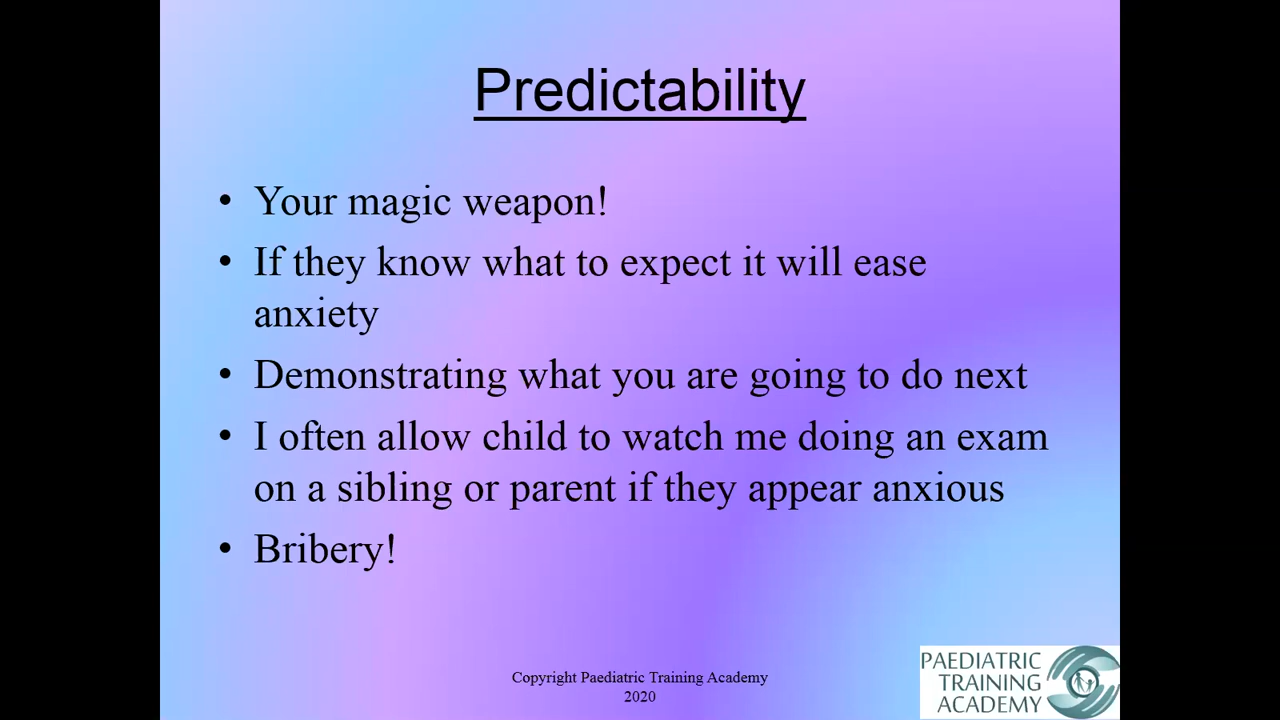 Predictability
• Your magic weapon!
• If they know what to expect it will ease
anxiety
• Demonstrating what you are going to do next
• I often allow child to watch me doing an exam
on a sibling or parent if they appear anxious
• Bribery!
Copyright Paediatric Training Academy
2020
PAEDIATRIC
TRAINING
ACADEMY